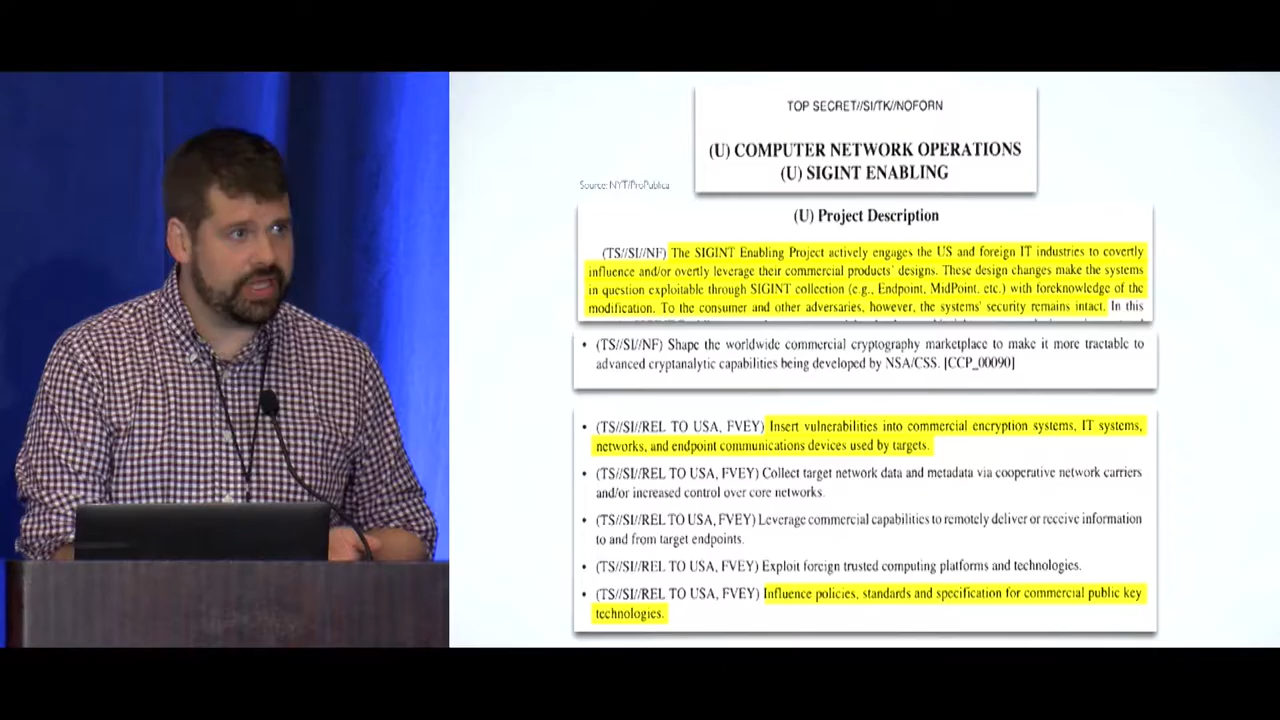 TOP SECRET//SI/TK//NOFORN
(U) COMPUTER NETWORK OPERATIONS
(U) SIGINT ENABLING
Source: NYT/ProPublica
(U) Project Description
(TS//SI//NF) The SIGINT Enabling Project actively engages the US and foreign IT industries to covertly
influence and/or overtly leverage their commercial products' designs. These design changes make the systems
in question exploitable through SIGINT collection (e.g., Endpoint, MidPoint, etc.) with foreknowledge of the
modification. To the consumer and other adversaries, however, the systems' security remains intact. In this
• (TS//SI//NF) Shape the worldwide commercial cryptography marketplace to make it more tractable to
advanced cryptanalytic capabilities being developed by NSA/CSS. [CCP_00090]
• (TS//SI//REL TO USA, FVEY) Insert vulnerabilities into commercial encryption systems, IT systems,
networks, and endpoint communications devices used by targets.
• (TS//SI//REL TO USA, FVEY) Collect target network data and metadata via cooperative network carriers
and/or increased control over core networks.
• (TS//SI//REL TO USA, FVEY) Leverage commercial capabilities to remotely deliver or receive information
to and from target endpoints.
• (TS//SI//REL TO USA, FVEY) Exploit foreign trusted computing platforms and technologies.
• (TS//SI//REL TO USA, FVEY) Influence policies, standards and specification for commercial public key
technologies.